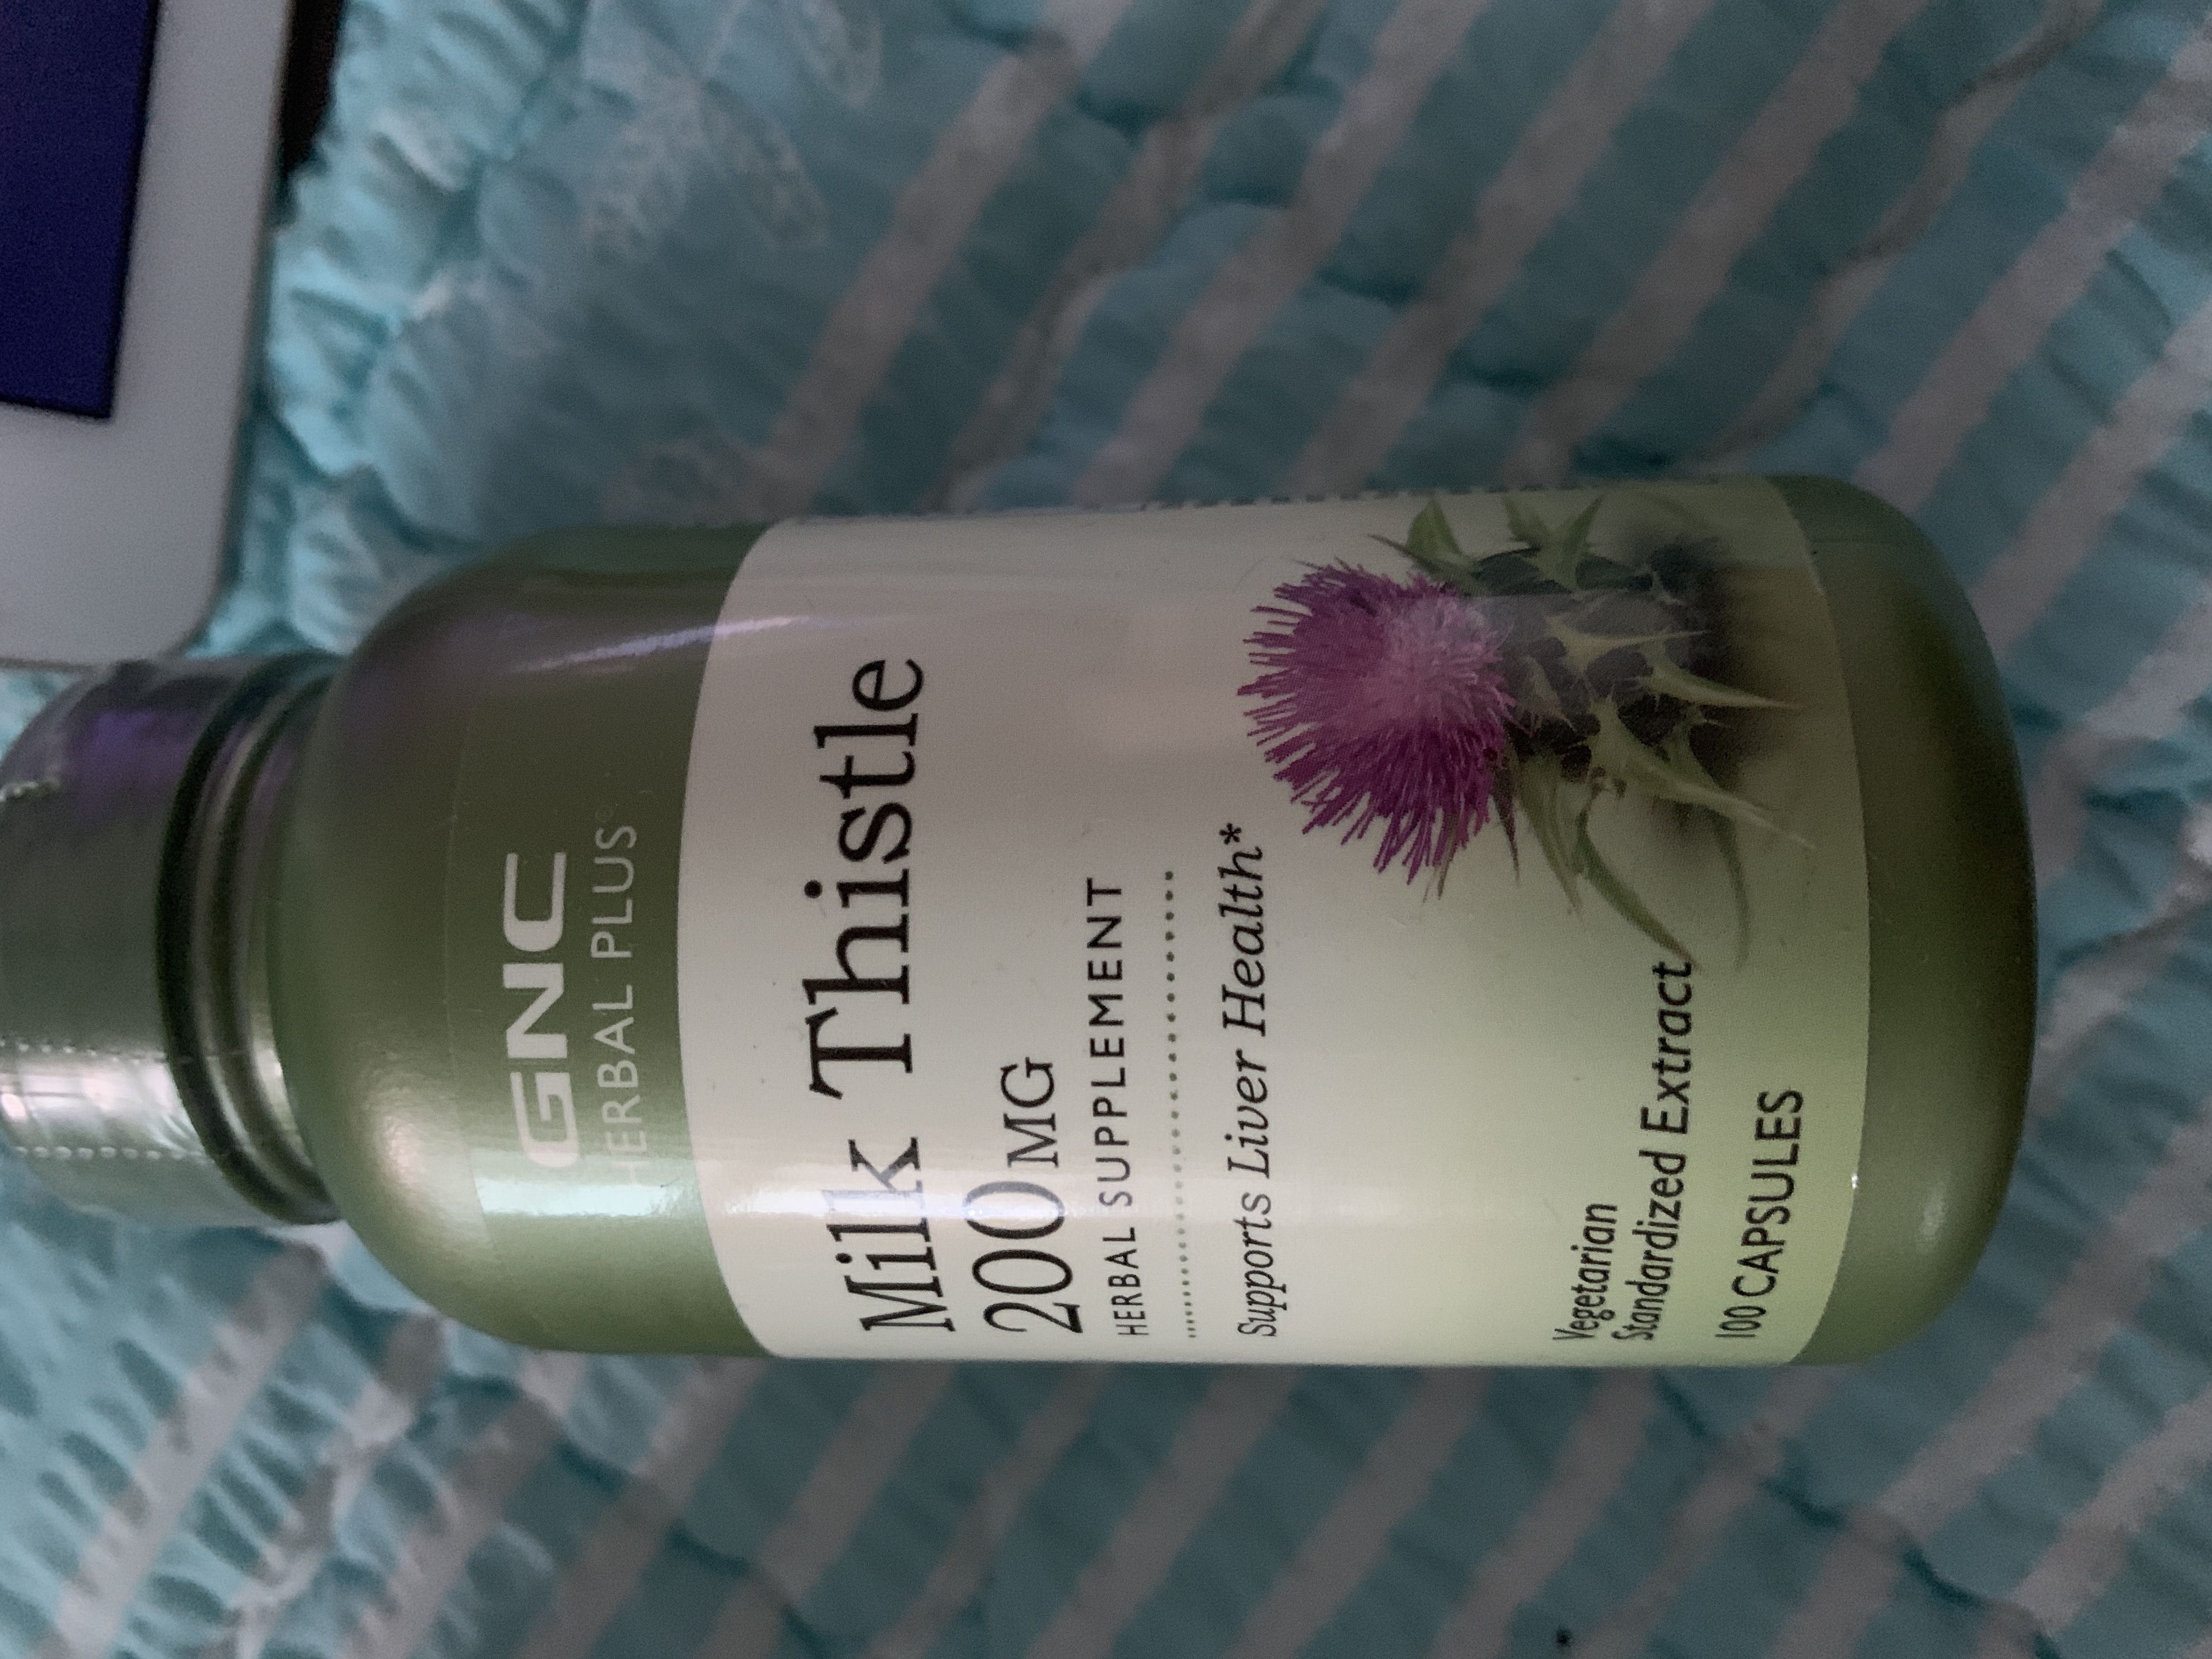 GNC
HERBAL PLUS®
Milk Thistle
200 MG
HERBAL SUPPLEMENT
Supports Liver Health*
Vegetarian
Standardized Extract
100 CAPSULES